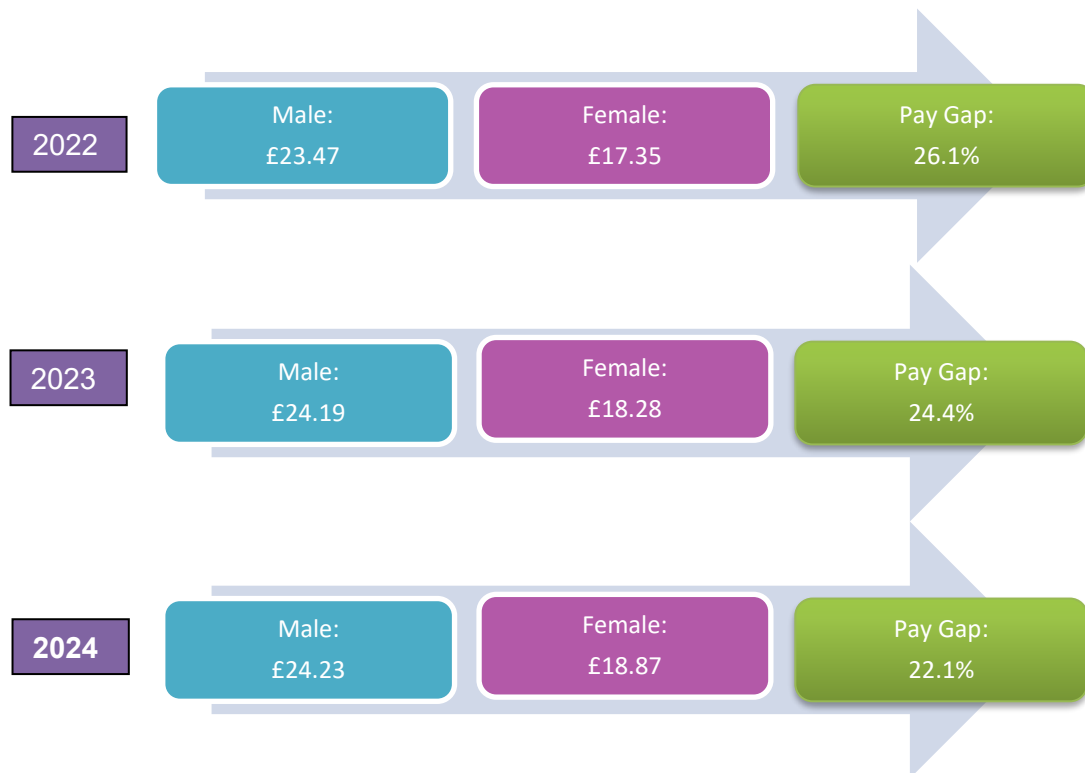 2022
Male:
£23.47
Female:
£17.35
Pay Gap:
26.1%
2023
Male:
£24.19
Female:
£18.28
Pay Gap:
24.4%
2024
Male:
£24.23
Female:
£18.87
Pay Gap:
22.1%